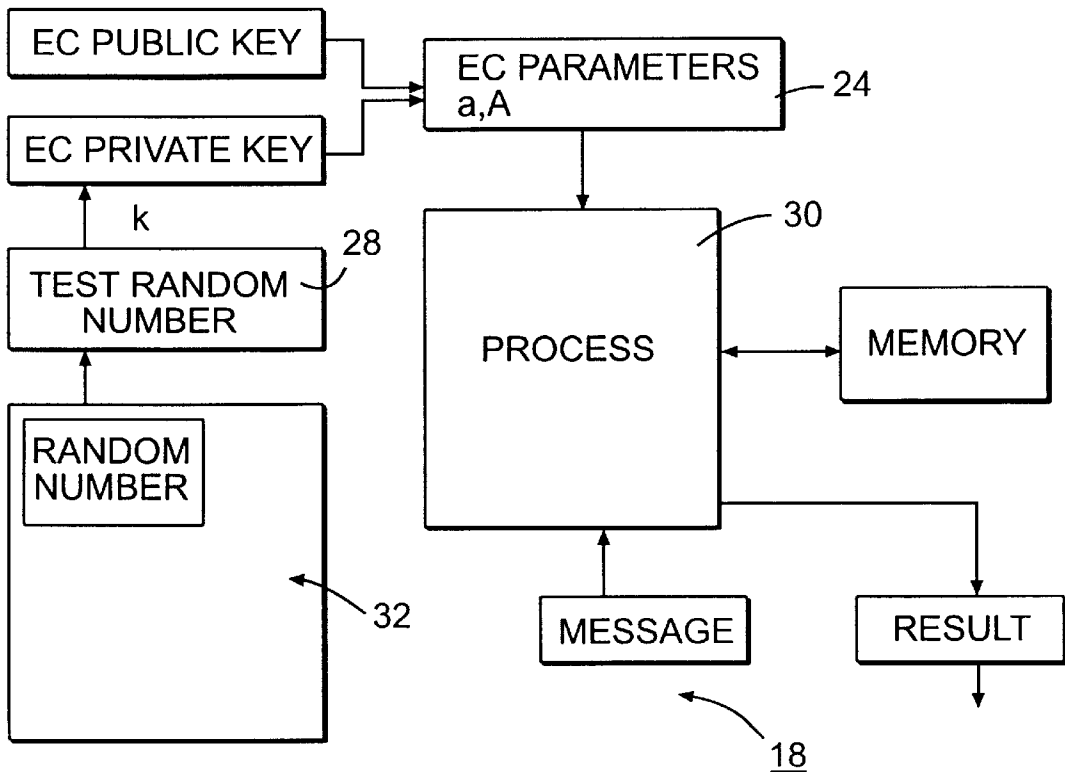 EC PUBLIC KEY
EC PARAMETERS
a,A
24
EC PRIVATE KEY
k
30
28
TEST RANDOM
NUMBER
PROCESS
MEMORY
RANDOM
NUMBER
32
MESSAGE
RESULT
18